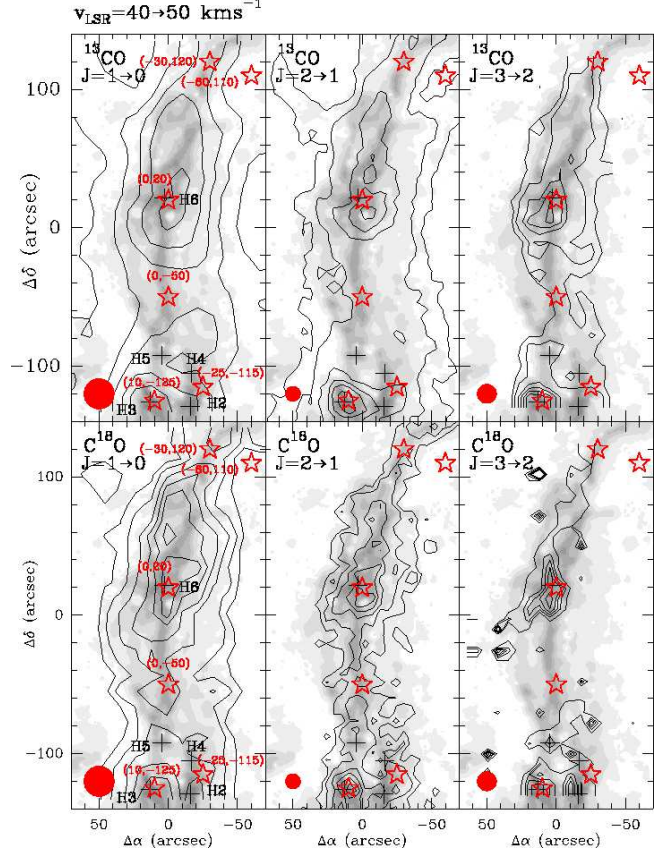 v_LSR=40→50 kms⁻¹
¹³CO
J=1→0
(-30,120)
(-60,110)
(0,20)
H6
(0,-50)
H5
H4
(-25,-115)
(10,-125)
H3
H2
¹³CO
J=2→1
¹³CO
J=3→2
100
0
-100
Δδ (arcsec)
C¹⁸O
J=1→0
(-30,120)
(-60,110)
(0,20)
H6
(0,-50)
H5
H4
(-25,-115)
(10,-125)
H3
H2
C¹⁸O
J=2→1
C¹⁸O
J=3→2
100
0
-100
Δδ (arcsec)
50 0 -50
50 0 -50
50 0 -50
Δα (arcsec)
Δα (arcsec)
Δα (arcsec)